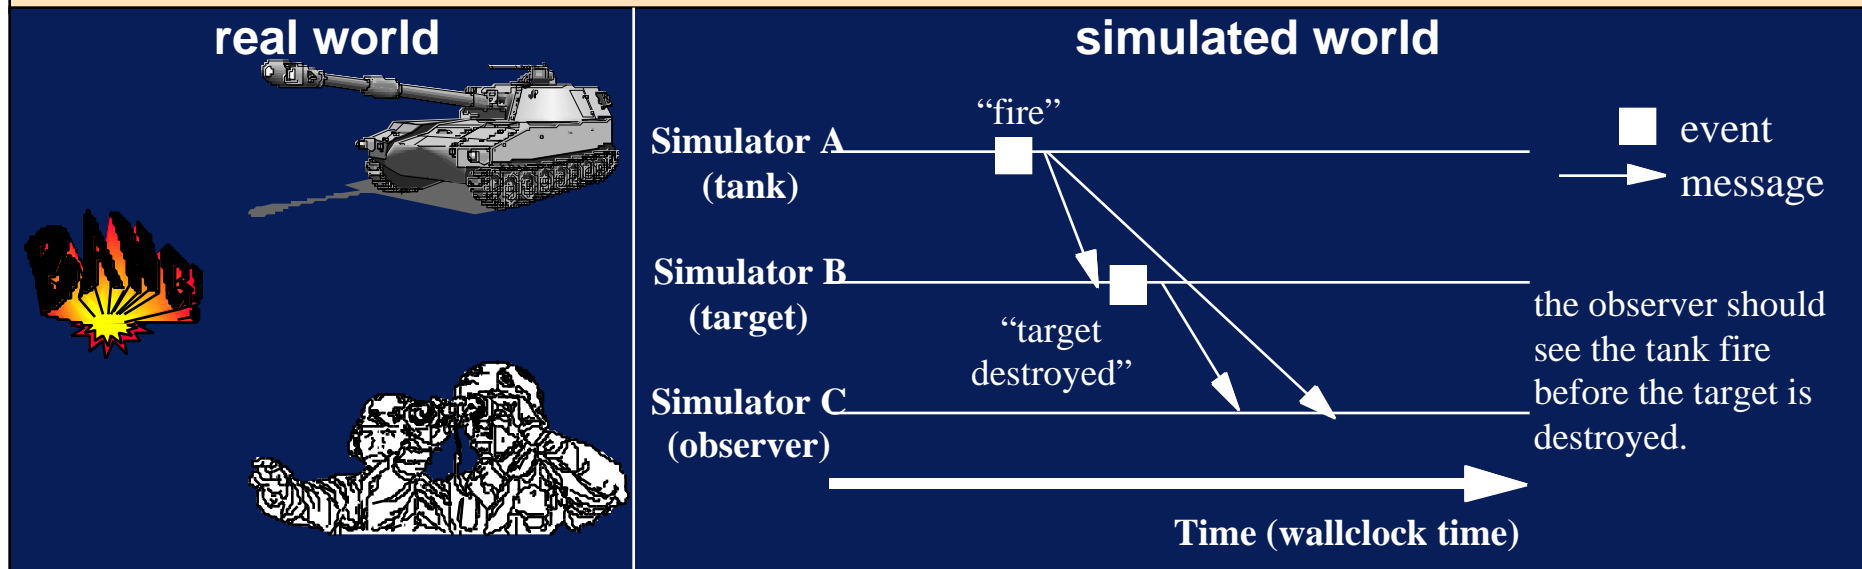 real world
BANG
simulated world
“fire”
Simulator A
(tank)
event
message
Simulator B
(target)
“target
destroyed”
the observer should
see the tank fire
before the target is
destroyed.
Simulator C
(observer)
Time (wallclock time)